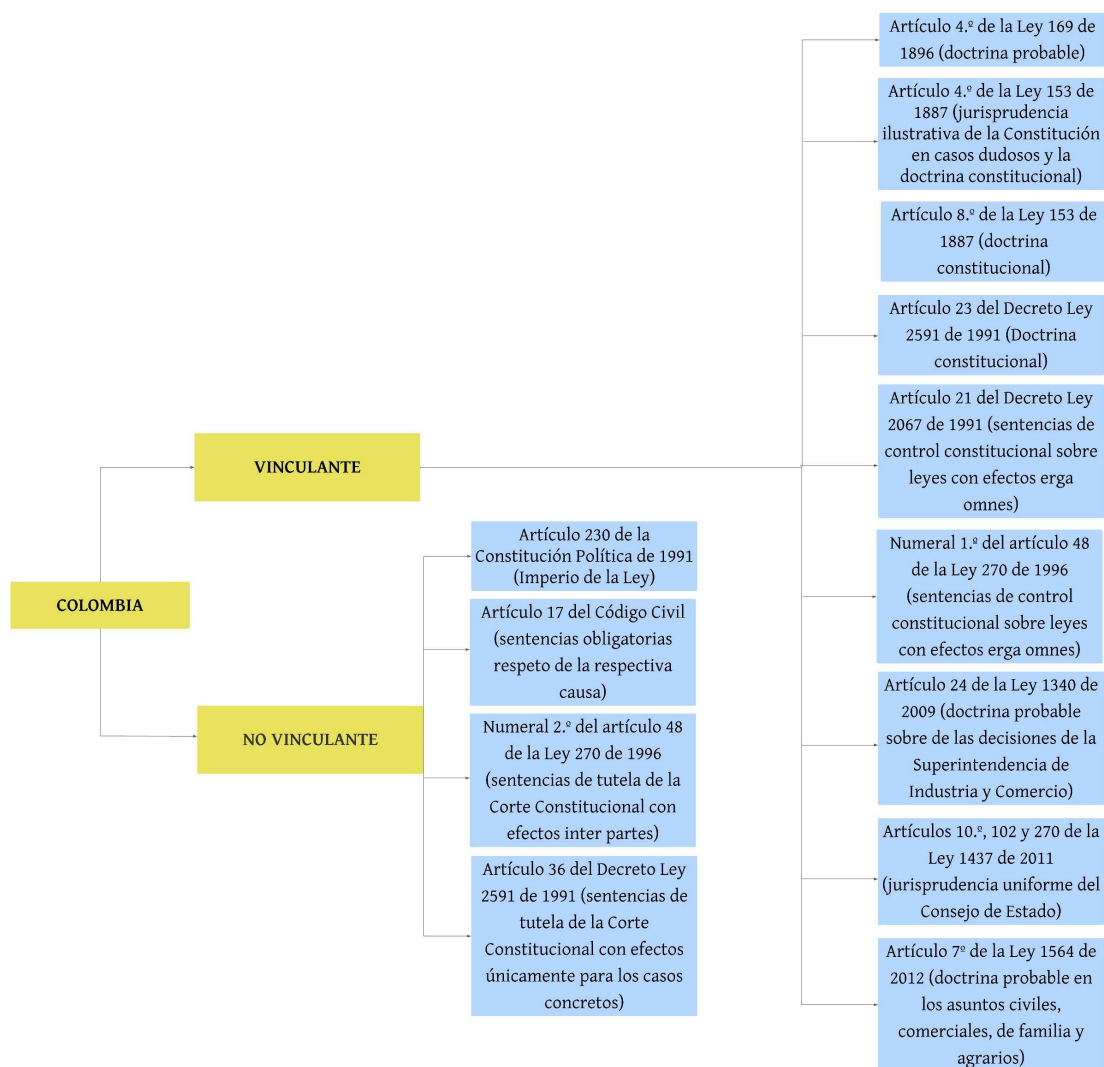 COLOMBIA
VINCULANTE
Artículo 4.º de la Ley 169 de
1896 (doctrina probable)
Artículo 4.º de la Ley 153 de
1887 (jurisprudencia
ilustrativa de la Constitución
en casos dudosos y la
doctrina constitucional)
Artículo 8.º de la Ley 153 de
1887 (doctrina
constitucional)
Artículo 23 del Decreto Ley
2591 de 1991 (Doctrina
constitucional)
Artículo 21 del Decreto Ley
2067 de 1991 (sentencias de
control constitucional sobre
leyes con efectos erga
omnes)
Numeral 1.º del artículo 48
de la Ley 270 de 1996
(sentencias de control
constitucional sobre leyes
con efectos erga omnes)
Artículo 24 de la Ley 1340 de
2009 (doctrina probable
sobre de las decisiones de la
Superintendencia de
Industria y Comercio)
Artículos 10.º, 102 y 270 de la
Ley 1437 de 2011
(jurisprudencia uniforme del
Consejo de Estado)
Artículo 7º de la Ley 1564 de
2012 (doctrina probable en
los asuntos civiles,
comerciales, de familia y
agrarios)
NO VINCULANTE
Artículo 230 de la
Constitución Política de 1991
(Imperio de la Ley)
Artículo 17 del Código Civil
(sentencias obligatorias
respeto de la respectiva
causa)
Numeral 2.º del artículo 48
de la Ley 270 de 1996
(sentencias de tutela de la
Corte Constitucional con
efectos inter partes)
Artículo 36 del Decreto Ley
2591 de 1991 (sentencias de
tutela de la Corte
Constitucional con efectos
únicamente para los casos
concretos)